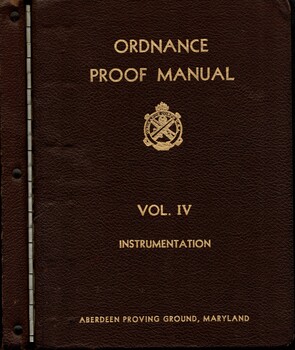 ORDNANCE
PROOF MANUAL
VOL. IV
INSTRUMENTATION
ABERDEEN PROVING GROUND, MARYLAND